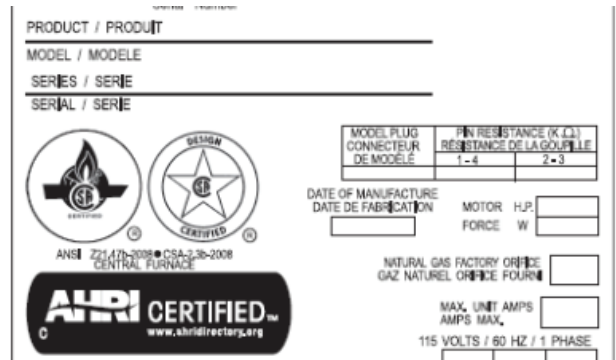 PRODUCT / PRODUIT
MODEL / MODELE
SERIES / SERIE
SERIAL / SERIE
MODEL PLUG
CONNECTEUR
DE MODÈLE
PIN RESISTANCE (K Ω)
RÉSISTANCE DE LA GOUPILLE
1 - 4
2 - 3
DESIGN
CERTIFIED
CERTIFIED
®
®
ANSI Z21.47b-2008●CSA-2.3b-2008
CENTRAL FURNACE
DATE OF MANUFACTURE
DATE DE FABRICATION
MOTOR H.P.
FORCE W
NATURAL GAS FACTORY ORIFICE
GAZ NATUREL ORIFICE FOURNI
AHRI CERTIFIED™
C
www.ahridirectory.org
MAX. UNIT AMPS
AMPS MAX.
115 VOLTS / 60 HZ / 1 PHASE